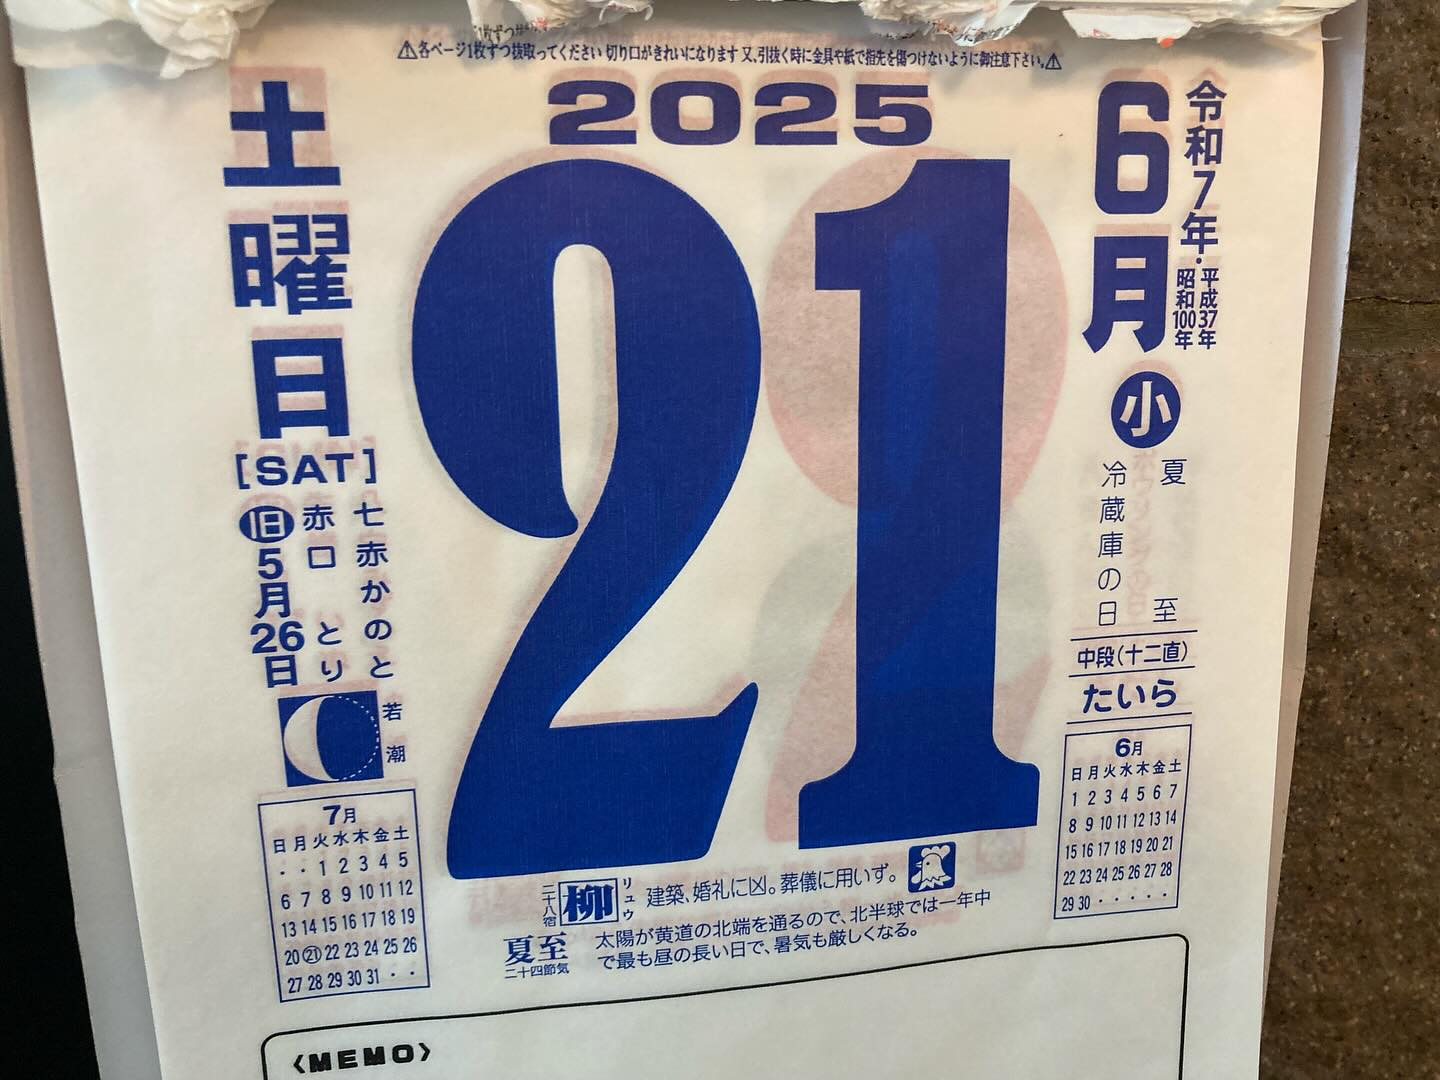 ⚠各ページ1枚ずつ抜取ってください 切り口がきれいになります 又、引抜く時に金具や紙で指先を傷つけないように御注意下さい。⚠
2025
6月
令和7年・平成37年
昭和100年
小
夏至
冷蔵庫の日
中段(十二直)
たいら
土曜日
[SAT]
七赤かのと
赤口 とり
旧5月26日
若潮
21
7月
日月火水木金土
・・1 2 3 4 5
6 7 8 9 10 11 12
13 14 15 16 17 18 19
20 21 22 23 24 25 26
27 28 29 30 31 ・・
6月
日月火水木金土
1 2 3 4 5 6 7
8 9 10 11 12 13 14
15 16 17 18 19 20 21
22 23 24 25 26 27 28
29 30 ・・・・・
二十八宿 柳 リュウ 建築、婚礼に凶。葬儀に用いず。
夏至
二十四節気
太陽が黄道の北端を通るので、北半球では一年中
で最も昼の長い日で、暑気も厳しくなる。
〈MEMO〉